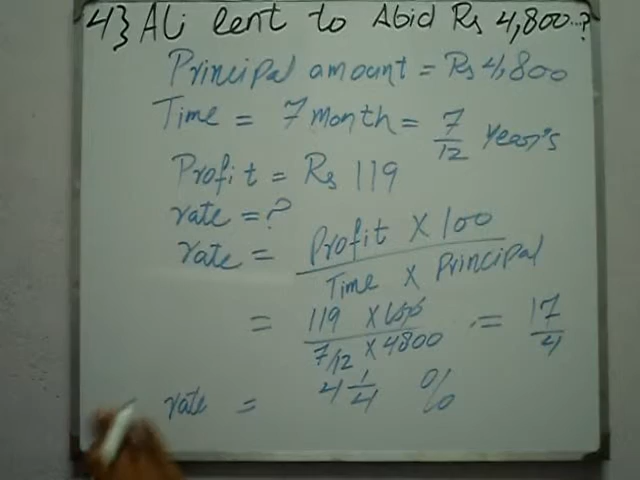 4} Ali lent to Abid Rs 4,800..?
Principal amount = Rs 4,800
Time = 7 month = 7/12 Year's
Profit = Rs 119
rate = ?
rate = Profit X 100 / Time X Principal
= 119 X 100 / 7/12 X 4800 = 17/4
rate = 4 1/4 %